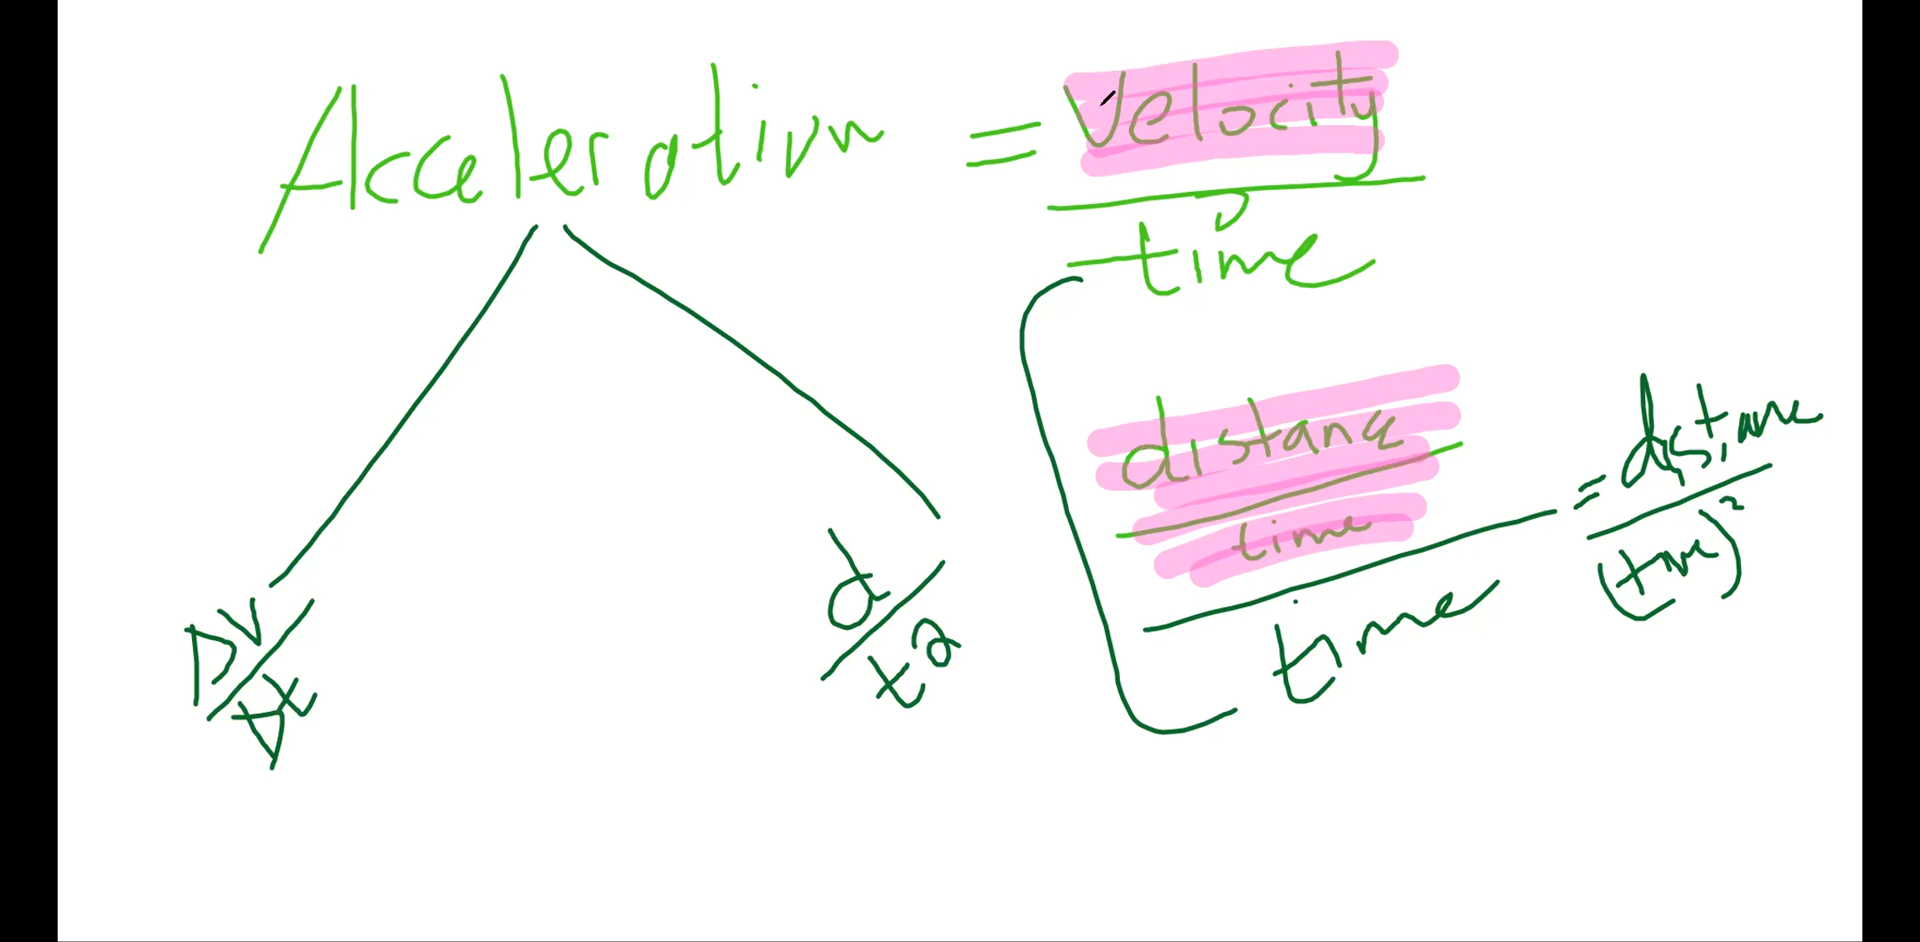 Acceleration = Velocity
time
distance
time
time
= distance
(time)²
ΔV
Δt
d
t2